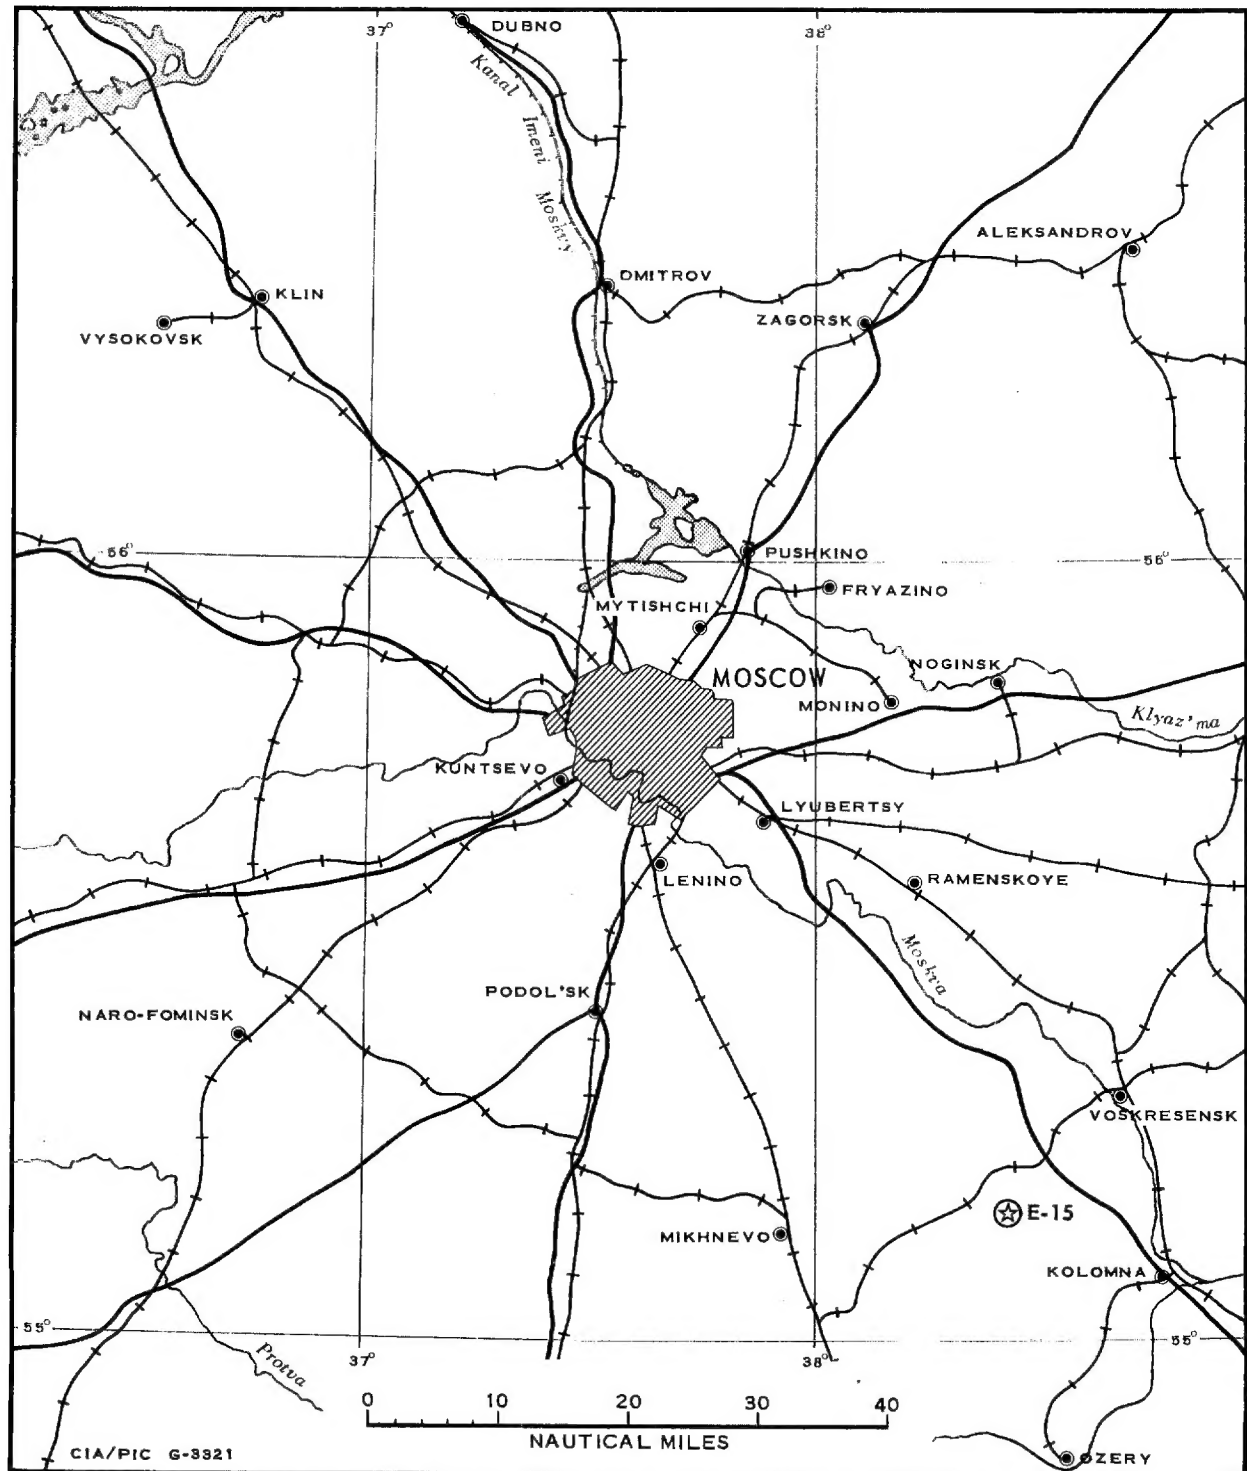 DUBNO
37°
38°
Kanal
Imeni
Moskvy
ALEKSANDROV
DMITROV
KLIN
ZAGORSK
VYSOKOVSK
56°
PUSHKINO
56°
FRYAZINO
MYTISHCHI
NOGINSK
MOSCOW
MONINO
Klyaz'ma
KUNTSEVO
LYUBERTSY
LENINO
RAMENSKOYE
Moskva
PODOL'SK
NARO-FOMINSK
VOSKRESENSK
E-15
MIKHNEVO
KOLOMNA
55°
55°
37°
38°
Protva
0 10 20 30 40
NAUTICAL MILES
CIA/PIC G-3321
OZERY